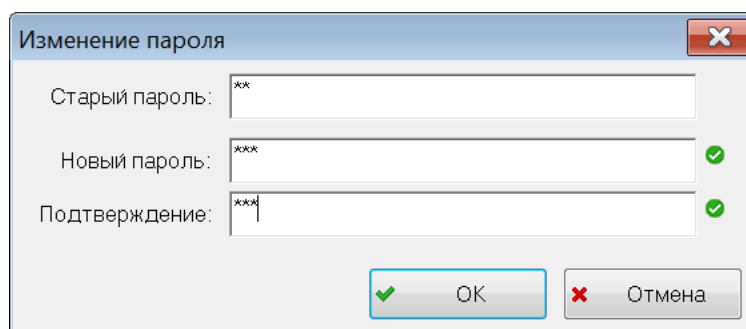 Изменение пароля
Старый пароль: **
Новый пароль: ***
Подтверждение: ***
OK Отмена